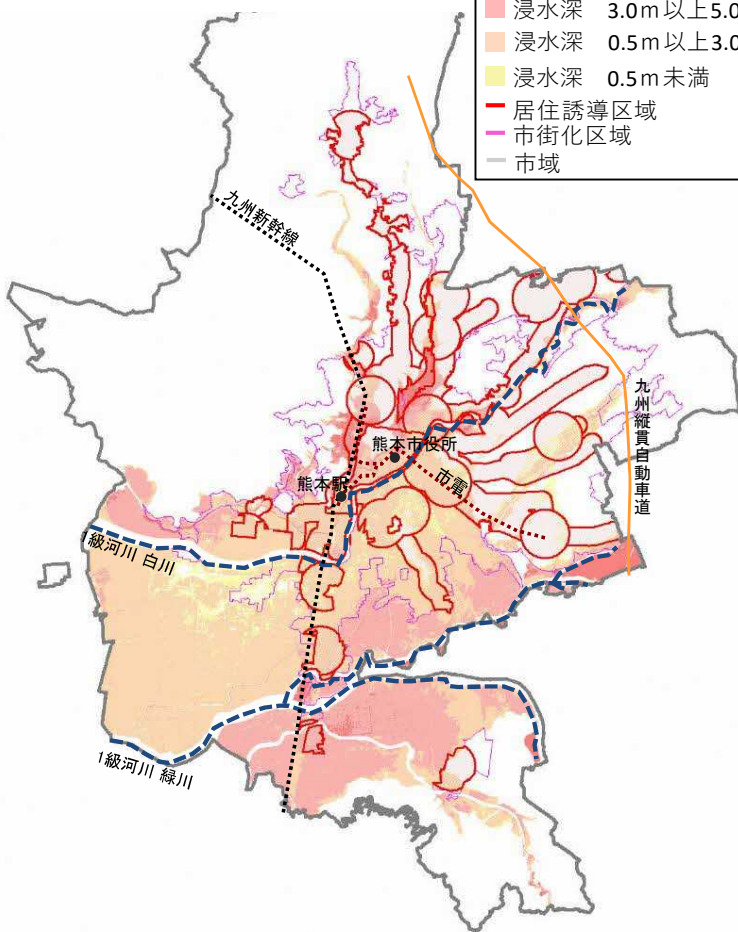 浸水深 3.0m以上5.0
浸水深 0.5m以上3.0
浸水深 0.5m未満
居住誘導区域
市街化区域
市域
九州新幹線
九州縦貫自動車道
熊本市役所
市電
熊本駅
1級河川 白川
1級河川 緑川